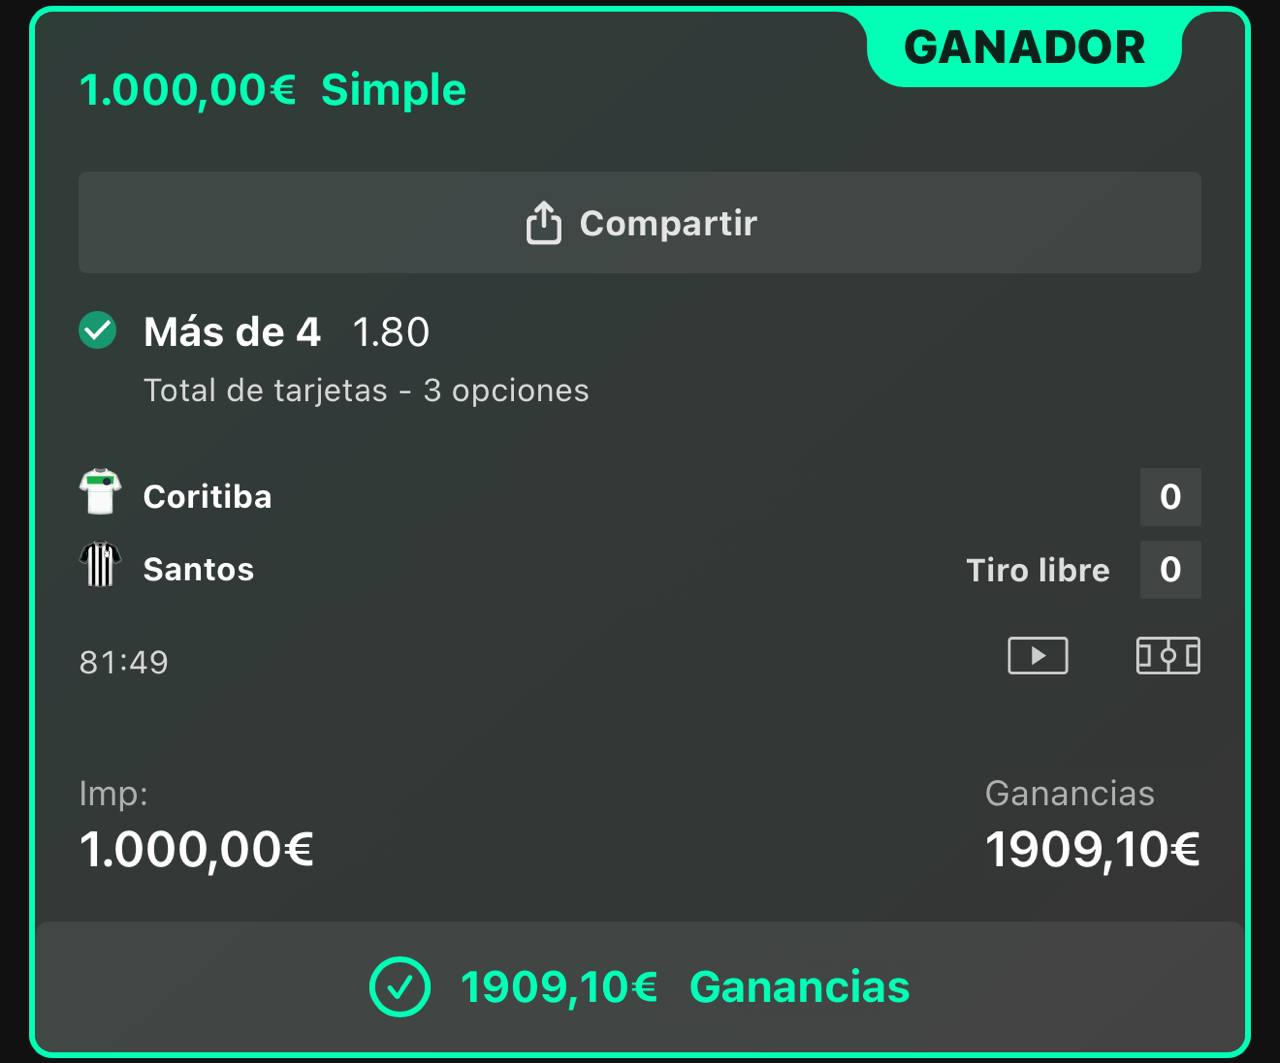 GANADOR
1.000,00€ Simple
Compartir
Más de 4 1.80
Total de tarjetas - 3 opciones
Coritiba 0
Santos Tiro libre 0
81:49
Imp: Ganancias
1.000,00€ 1909,10€
1909,10€ Ganancias